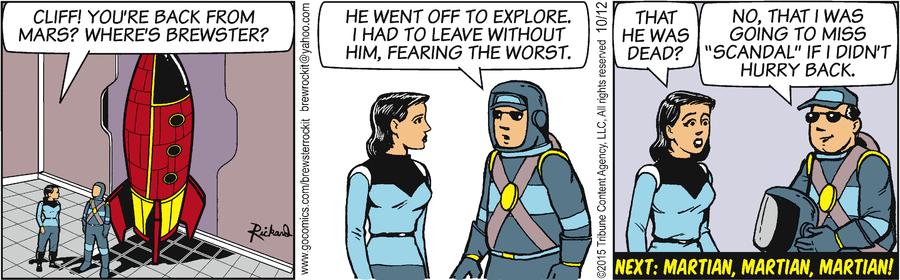 CLIFF! YOU'RE BACK FROM
MARS? WHERE'S BREWSTER?
Rickard
www.gocomics.com/brewsterrockit brewrockit@yahoo.com
HE WENT OFF TO EXPLORE.
I HAD TO LEAVE WITHOUT
HIM, FEARING THE WORST.
©2015 Tribune Content Agency, LLC. All rights reserved 10/12
THAT
HE WAS
DEAD?
NO, THAT I WAS
GOING TO MISS
"SCANDAL" IF I DIDN'T
HURRY BACK.
NEXT: MARTIAN, MARTIAN, MARTIAN!